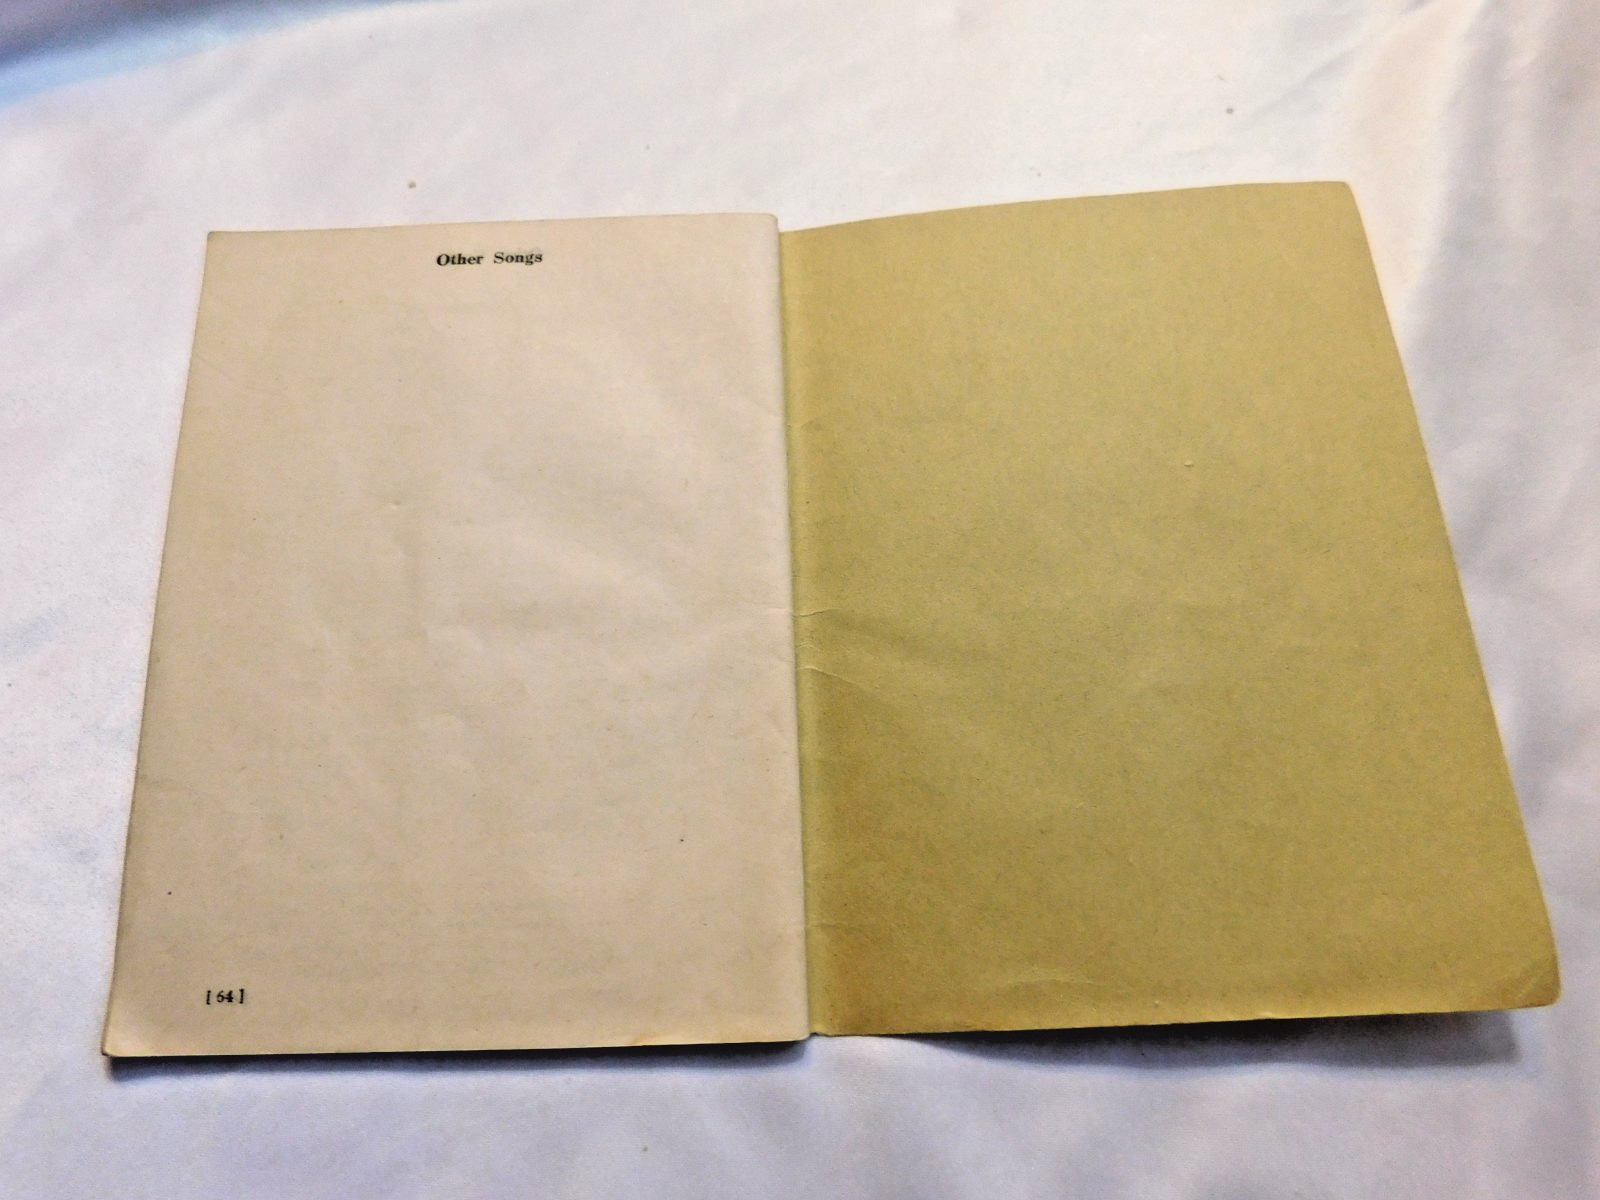 Other Songs
[ 64 ]